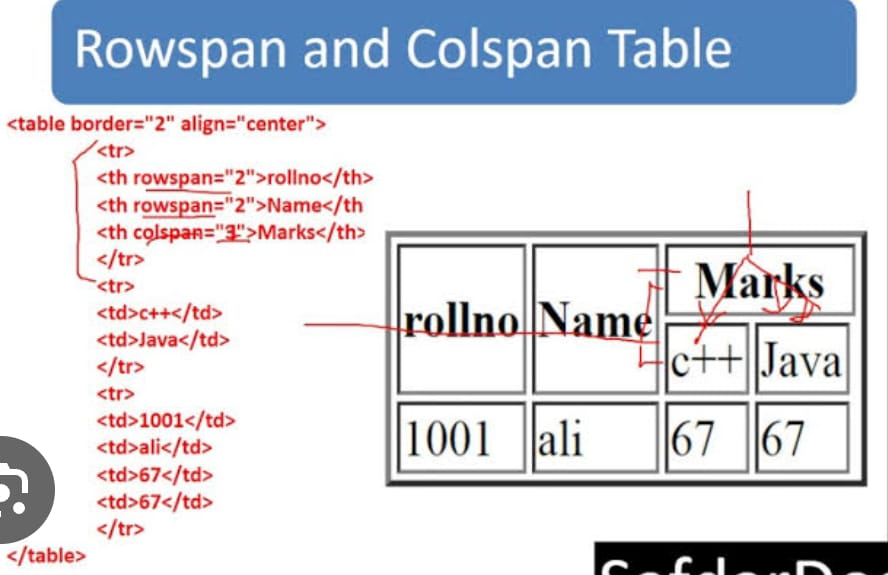 Rowspan and Colspan Table
<table border="2" align="center">
<tr>
<th rowspan="2">rollno</th>
<th rowspan="2">Name</th
<th colspan="3">Marks</th>
</tr>
<tr>
<td>c++</td>
<td>Java</td>
</tr>
<tr>
<td>1001</td>
<td>ali</td>
<td>67</td>
<td>67</td>
</tr>
</table>
rollno Name Marks
c++ Java
1001 ali 67 67